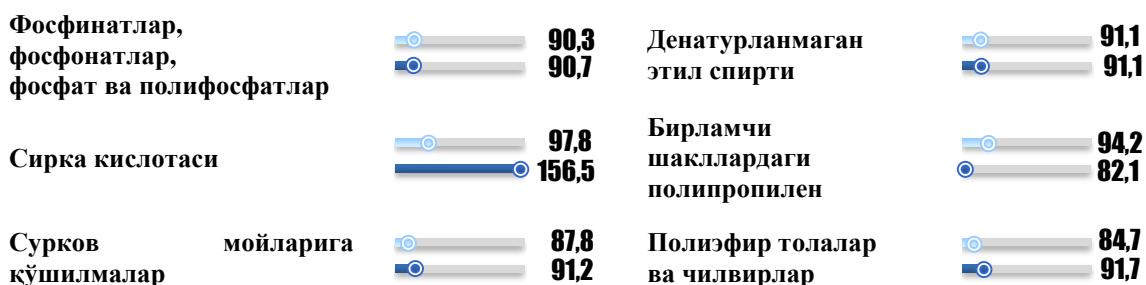 Фосфинатлар,
фосфонатлар,
фосфат ва полифосфатлар
90,3
90,7
Денатурланмаган
этил спирти
91,1
91,1
Сирка кислотаси
97,8
156,5
Бирламчи
шакллардаги
полипропилен
94,2
82,1
Сурков мойларига
қўшилмалар
87,8
91,2
Полиэфир толалар
ва чилвирлар
84,7
91,7